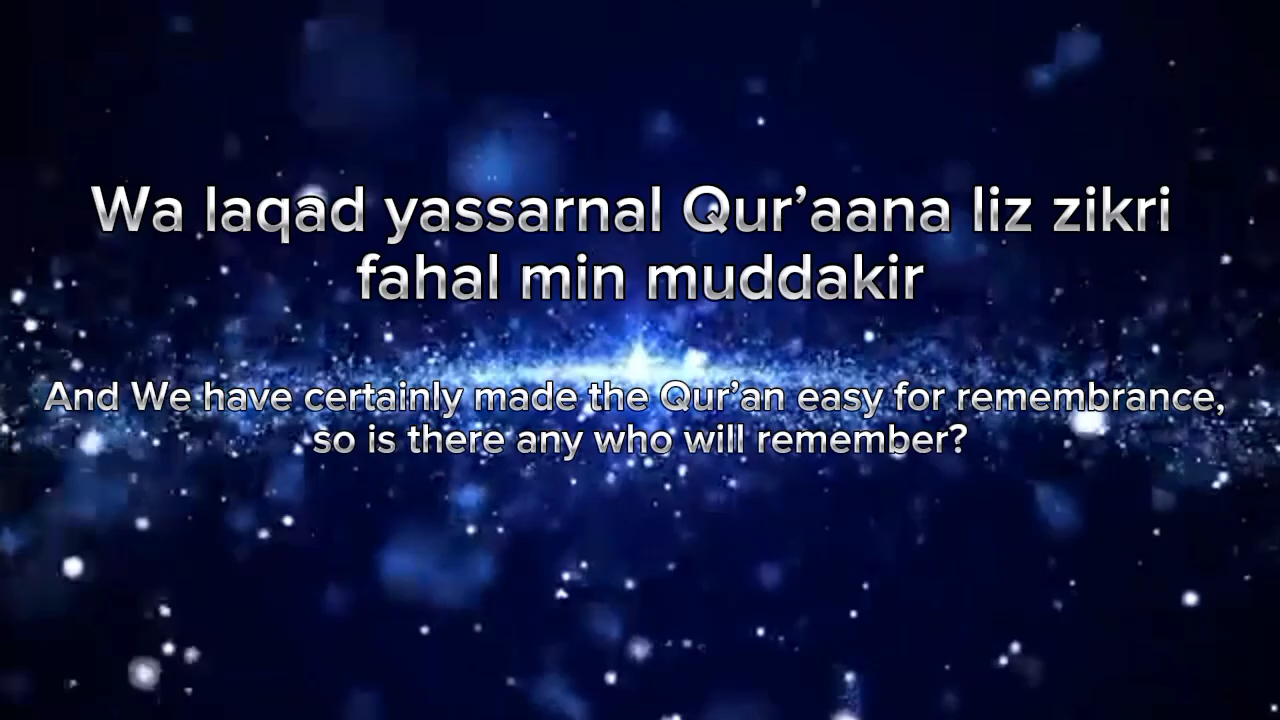 Wa laqad yassarnal Qur’aana liz zikri
fahal min muddakir
And We have certainly made the Qur’an easy for remembrance,
so is there any who will remember?